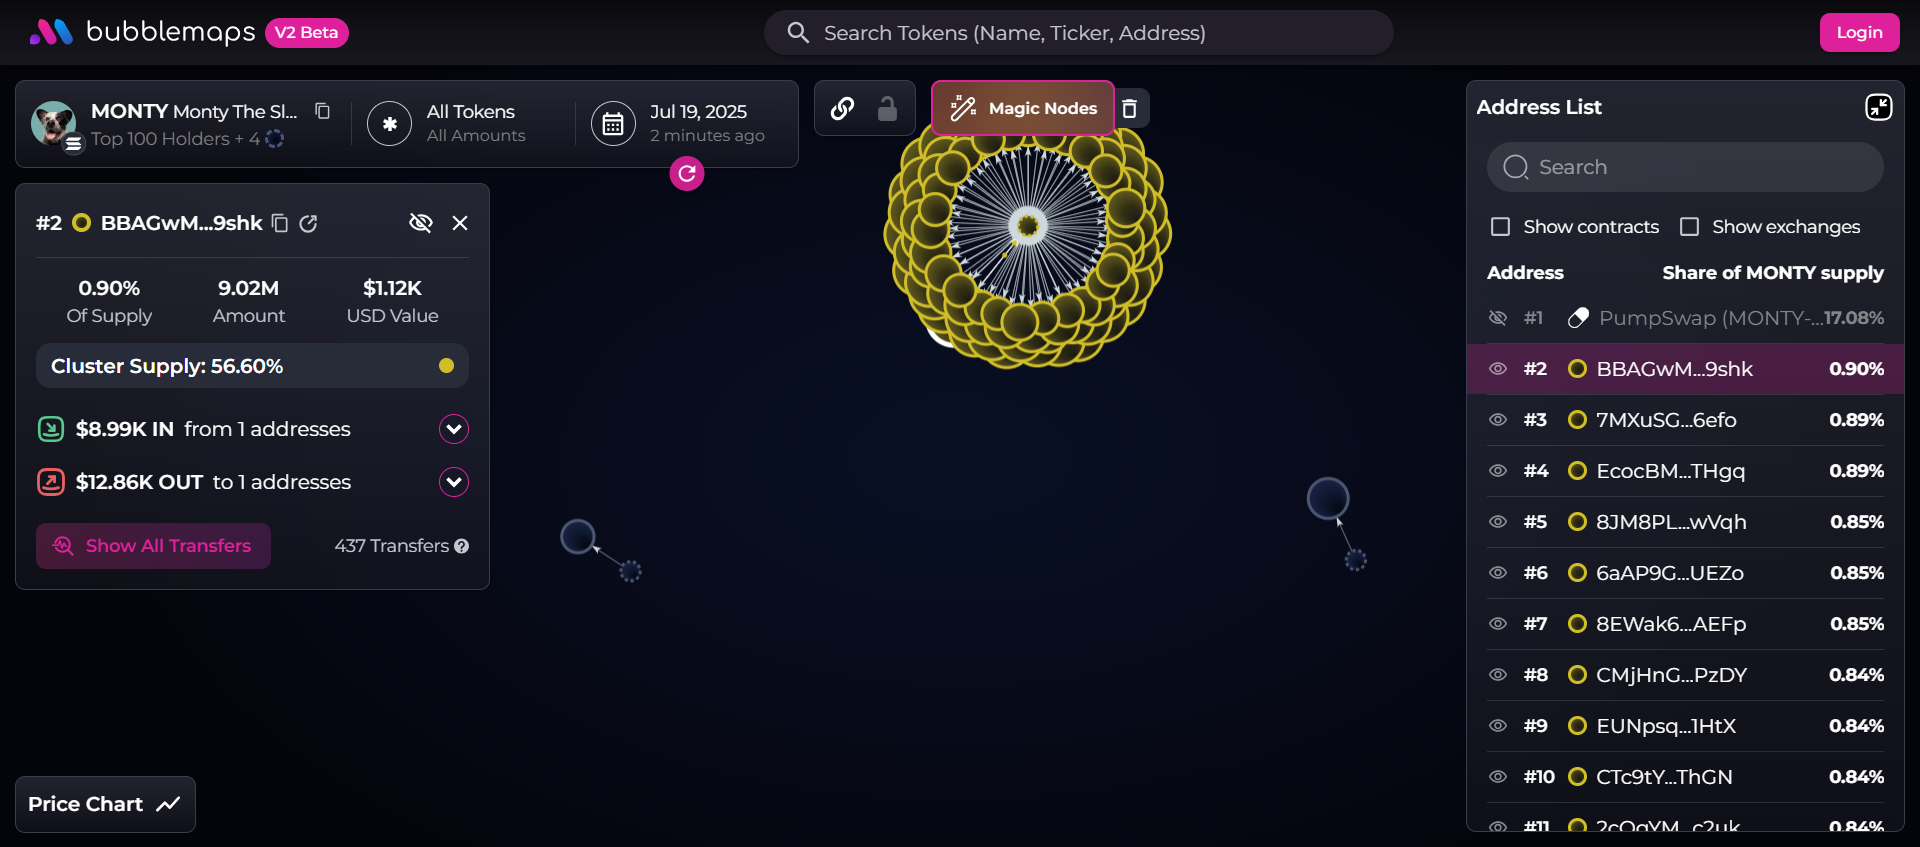 bubblemaps V2 Beta
Search Tokens (Name, Ticker, Address)
Login
MONTY Monty The Sl...
Top 100 Holders + 4
All Tokens
All Amounts
Jul 19, 2025
2 minutes ago
Magic Nodes
#2 BBAGwM...9shk
0.90% 9.02M $1.12K
Of Supply Amount USD Value
Cluster Supply: 56.60%
$8.99K IN from 1 addresses
$12.86K OUT to 1 addresses
Show All Transfers 437 Transfers ?
Price Chart
Address List
Search
Show contracts Show exchanges
Address Share of MONTY supply
#1 PumpSwap (MONTY-...17.08%
#2 BBAGwM...9shk 0.90%
#3 7MXuSG...6efo 0.89%
#4 EcocBM...THgq 0.89%
#5 8JM8PL...wVqh 0.85%
#6 6aAP9G...UEZo 0.85%
#7 8EWak6...AEFp 0.85%
#8 CMjHnG...PzDY 0.84%
#9 EUNpsq...1HtX 0.84%
#10 CTc9tY...ThGN 0.84%
#11 0.84%